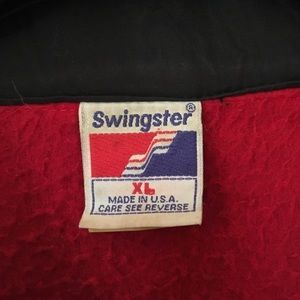 Swingster®
XL
MADE IN U.S.A.
CARE SEE REVERSE